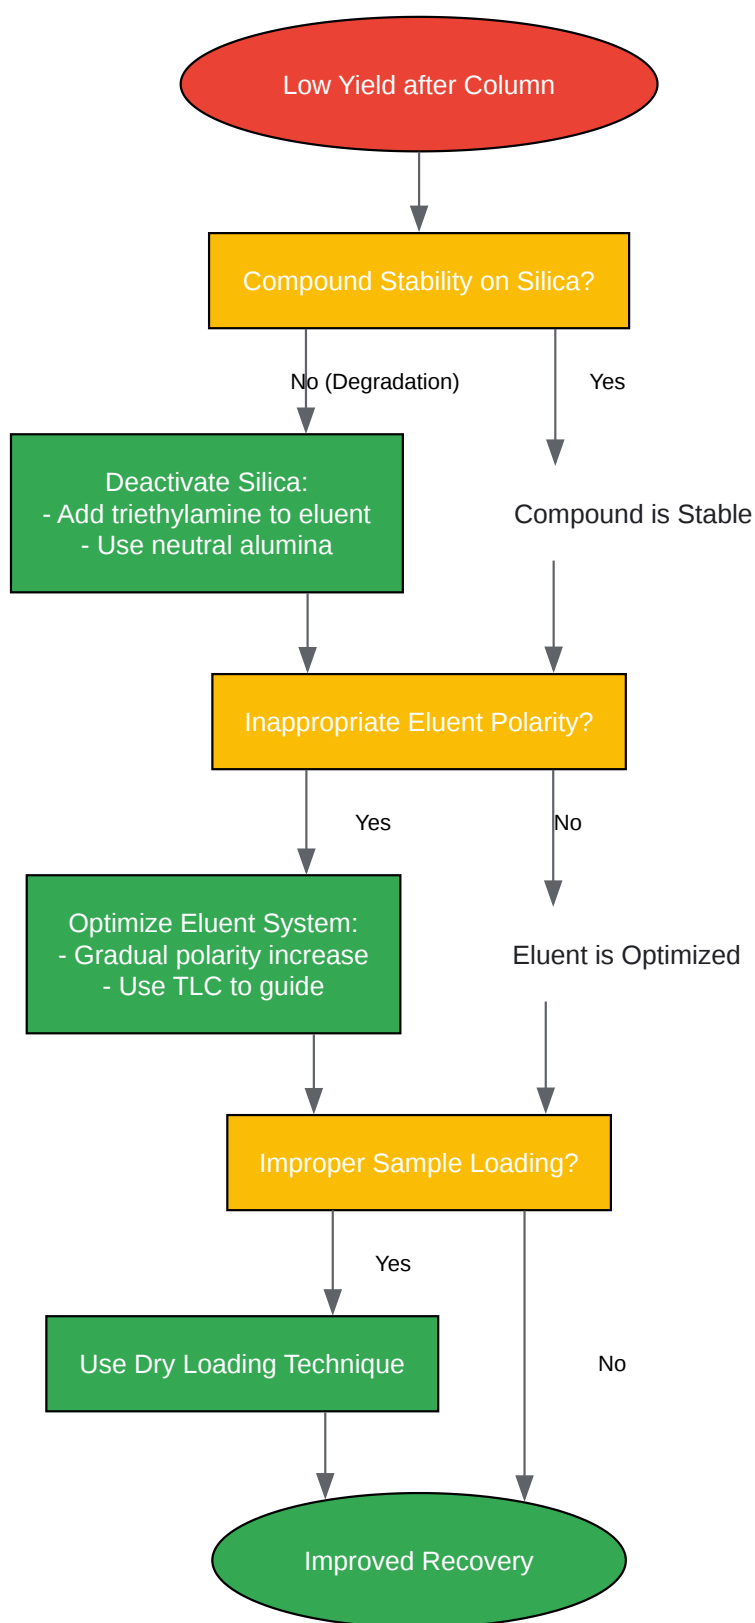 Low Yield after Column
Compound Stability on Silica?
No (Degradation)
Yes
Deactivate Silica:
- Add triethylamine to eluent
- Use neutral alumina
Compound is Stable
Inappropriate Eluent Polarity?
Yes
No
Optimize Eluent System:
- Gradual polarity increase
- Use TLC to guide
Eluent is Optimized
Improper Sample Loading?
Yes
Use Dry Loading Technique
No
Improved Recovery